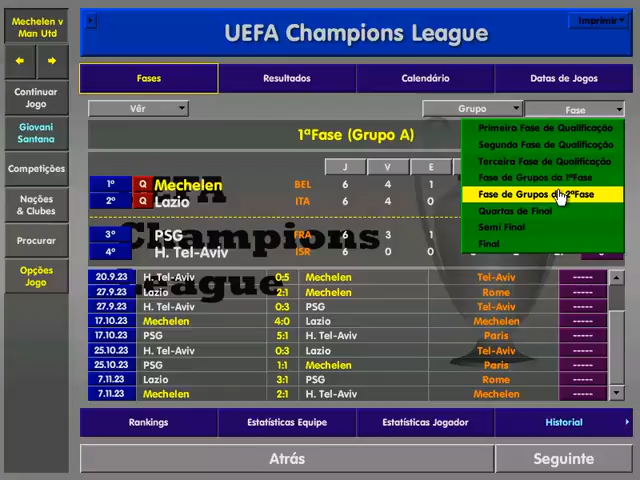 Mechelen v
Man Utd
Imprimir
UEFA Champions League
Fases
Resultados
Calendário
Datas de Jogos
Continuar
Jogo
Giovani
Santana
Competições
Nações
& Clubes
Procurar
Opções
Jogo
Vêr
Grupo
Fase
1ªFase (Grupo A)
Primeira Fase de Qualificação
Segunda Fase de Qualificação
Terceira Fase de Qualificação
Fase de Grupos da 1ªFase
Fase de Grupos da 2ªFase
Quartas de Final
Semi Final
Final
J V E
1º Q Mechelen BEL 6 4 1
2º Q Lazio ITA 6 4 0
3º PSG FRA 6 3 1
4º H. Tel-Aviv ISR 6 0 0
Champions
League
20.9.23 H. Tel-Aviv 0:5 Mechelen Tel-Aviv -----
27.9.23 Lazio 2:1 Mechelen Rome -----
27.9.23 H. Tel-Aviv 0:3 PSG Tel-Aviv -----
17.10.23 Mechelen 4:0 Lazio Mechelen -----
17.10.23 PSG 5:1 H. Tel-Aviv Paris -----
25.10.23 H. Tel-Aviv 0:3 Lazio Tel-Aviv -----
25.10.23 PSG 1:1 Mechelen Paris -----
7.11.23 Lazio 3:1 PSG Rome -----
7.11.23 Mechelen 2:1 H. Tel-Aviv Mechelen -----
Rankings
Estatísticas Equipe
Estatísticas Jogador
Historial
Atrás
Seguinte